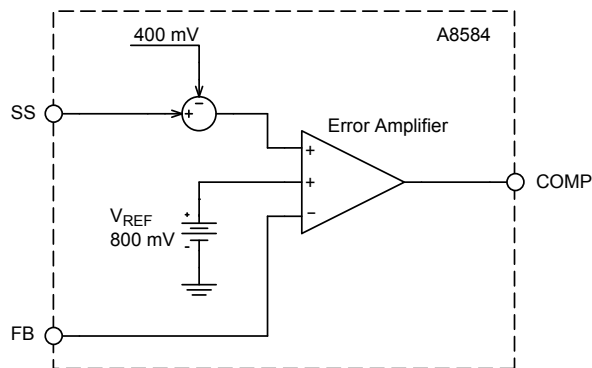 400 mV
A8584
−
SS
+
Error Amplifier
+
COMP
+
+
VREF
800 mV
-
−
FB